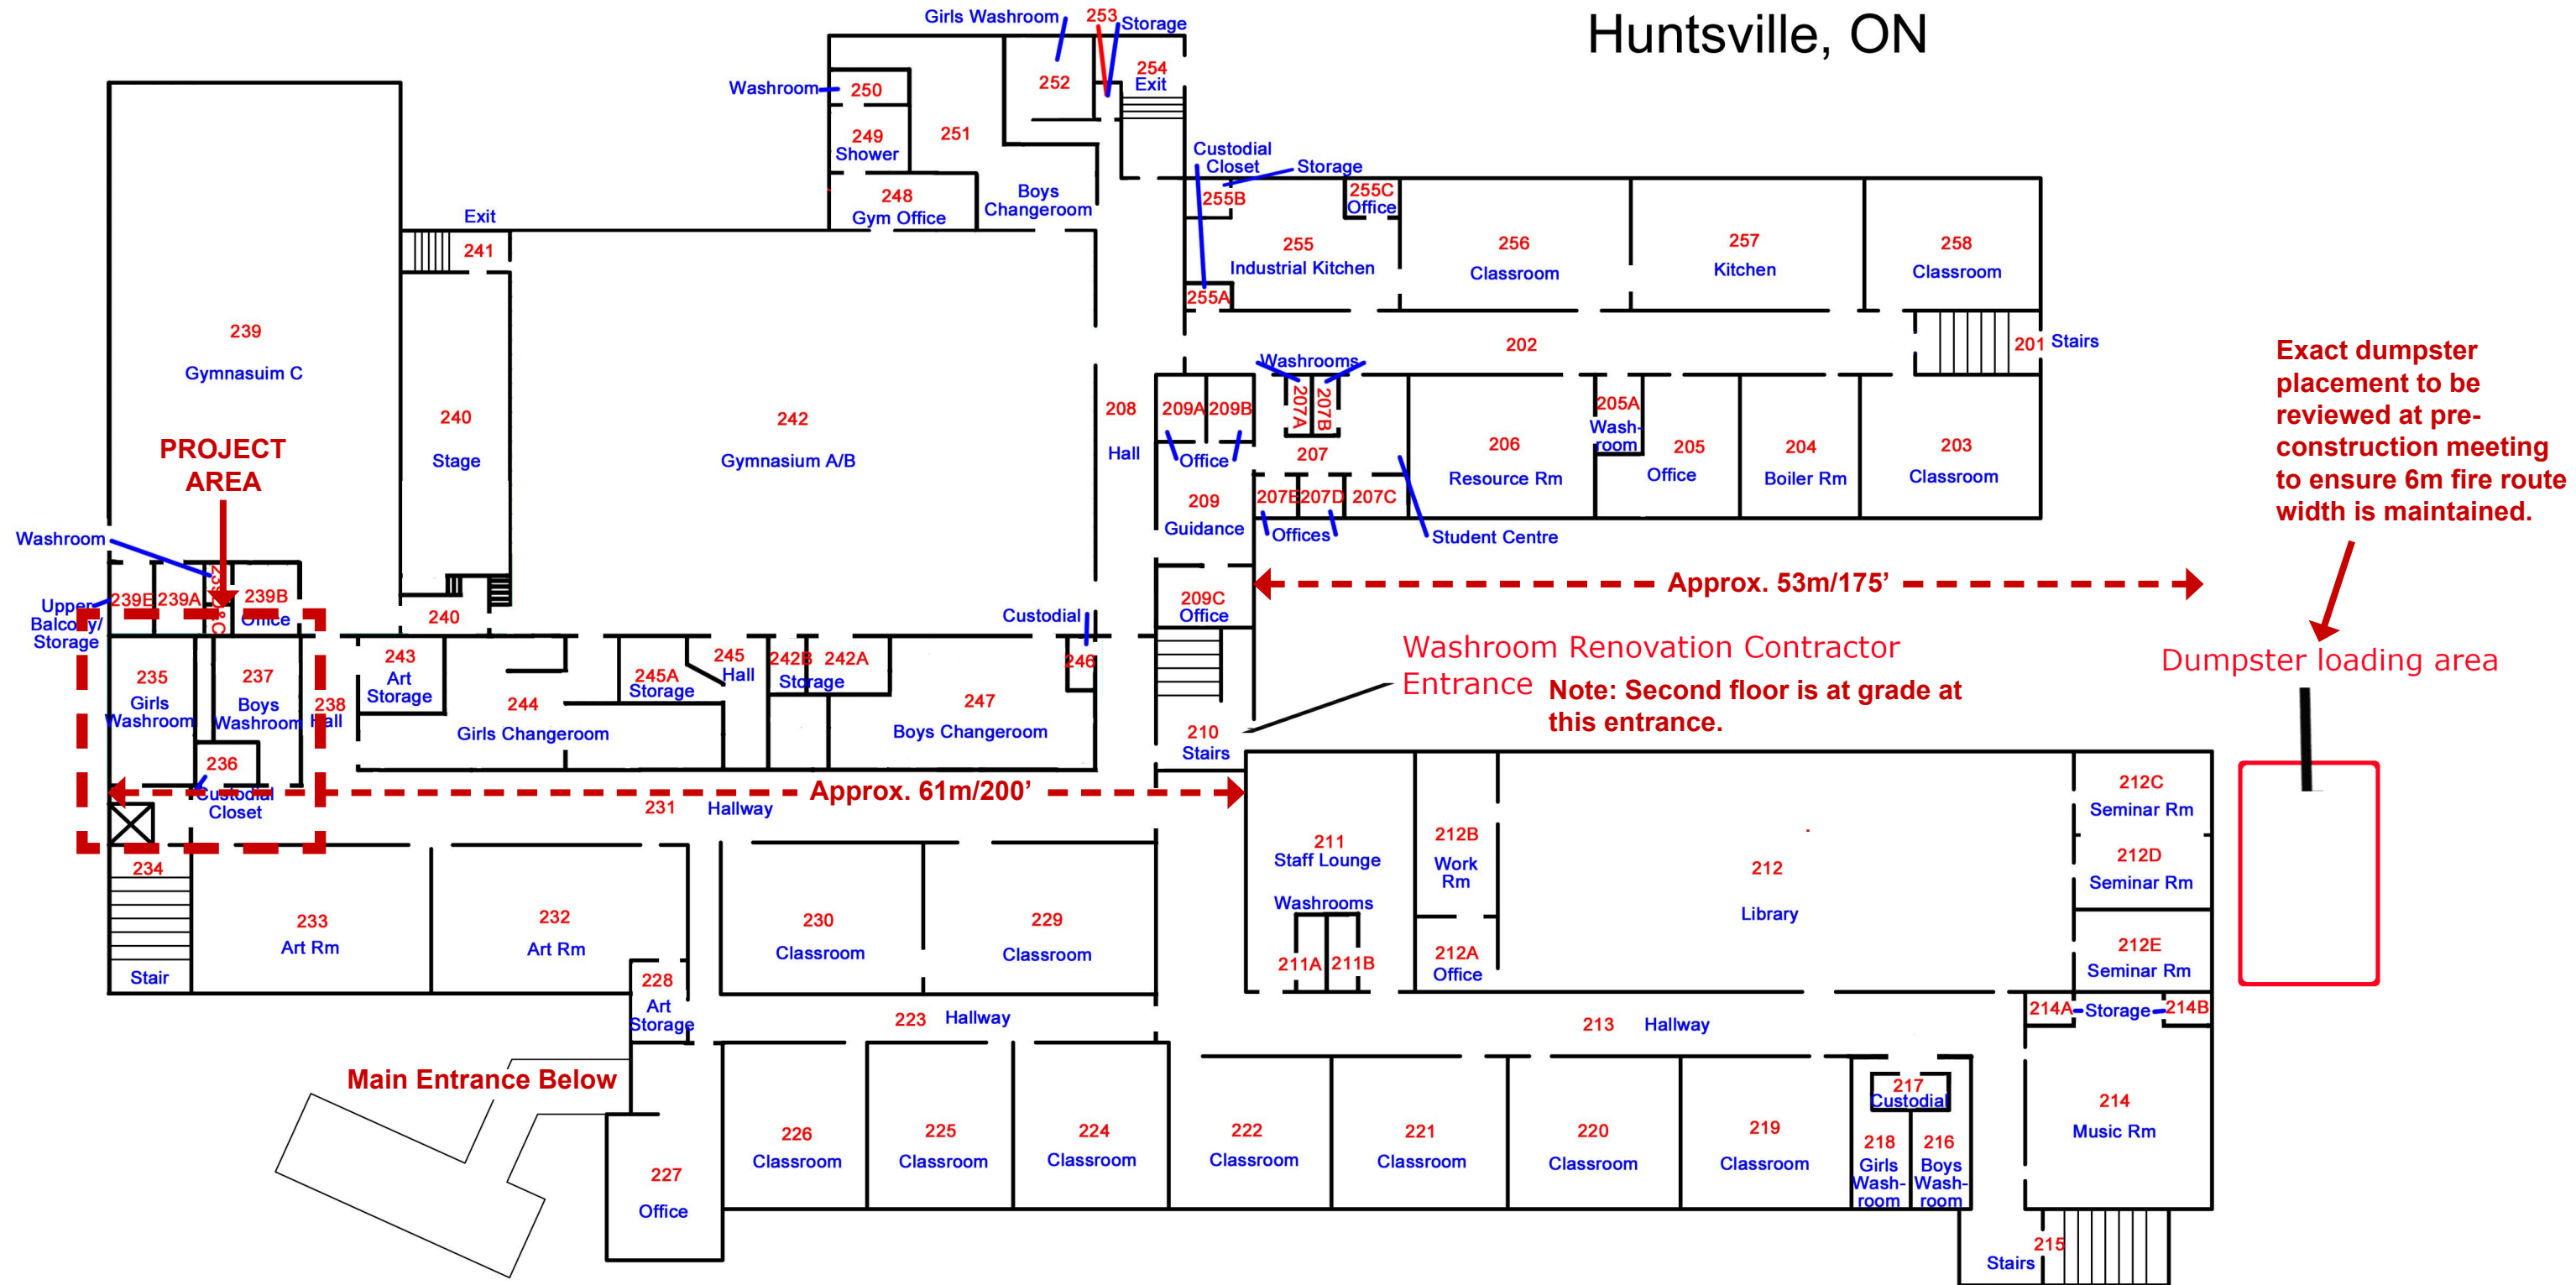 Huntsville, ON
Girls Washroom
253
Storage
254
Exit
252
Washroom
250
251
249
Shower
248
Gym Office
Boys
Changeroom
Custodial
Closet
Storage
255B
255C
Office
255
Industrial Kitchen
255A
256
Classroom
257
Kitchen
258
Classroom
Exit
241
239
Gymnasuim C
240
Stage
242
Gymnasium A/B
208
Hall
202
201
Stairs
Washrooms
209A
209B
Office
207A
207B
207
209
Guidance
207E
207D
207C
Offices
Student Centre
206
Resource Rm
205A
Wash-
room
205
Office
204
Boiler Rm
203
Classroom
Exact dumpster
placement to be
reviewed at pre-
construction meeting
to ensure 6m fire route
width is maintained.
PROJECT
AREA
Washroom
Upper
Balcony/
Storage
239E
239A
239B
Office
240
209C
Office
Approx. 53m/175’
Custodial
Washroom Renovation Contractor
Entrance
Note: Second floor is at grade at
this entrance.
Dumpster loading area
235
Girls
Washroom
237
Boys
Washroom
238
Hall
236
Custodial
Closet
243
Art
Storage
244
Girls Changeroom
245A
Storage
245
Hall
242B
242A
Storage
246
247
Boys Changeroom
210
Stairs
Approx. 61m/200’
231
Hallway
234
Stair
233
Art Rm
232
Art Rm
228
Art
Storage
230
Classroom
229
Classroom
211
Staff Lounge
Washrooms
211A
211B
212B
Work
Rm
212A
Office
212
Library
212C
Seminar Rm
212D
Seminar Rm
212E
Seminar Rm
214A
Storage
214B
223
Hallway
213
Hallway
Main Entrance Below
227
Office
226
Classroom
225
Classroom
224
Classroom
222
Classroom
221
Classroom
220
Classroom
219
Classroom
217
Custodial
218
Girls
Wash-
room
216
Boys
Wash-
room
214
Music Rm
215
Stairs